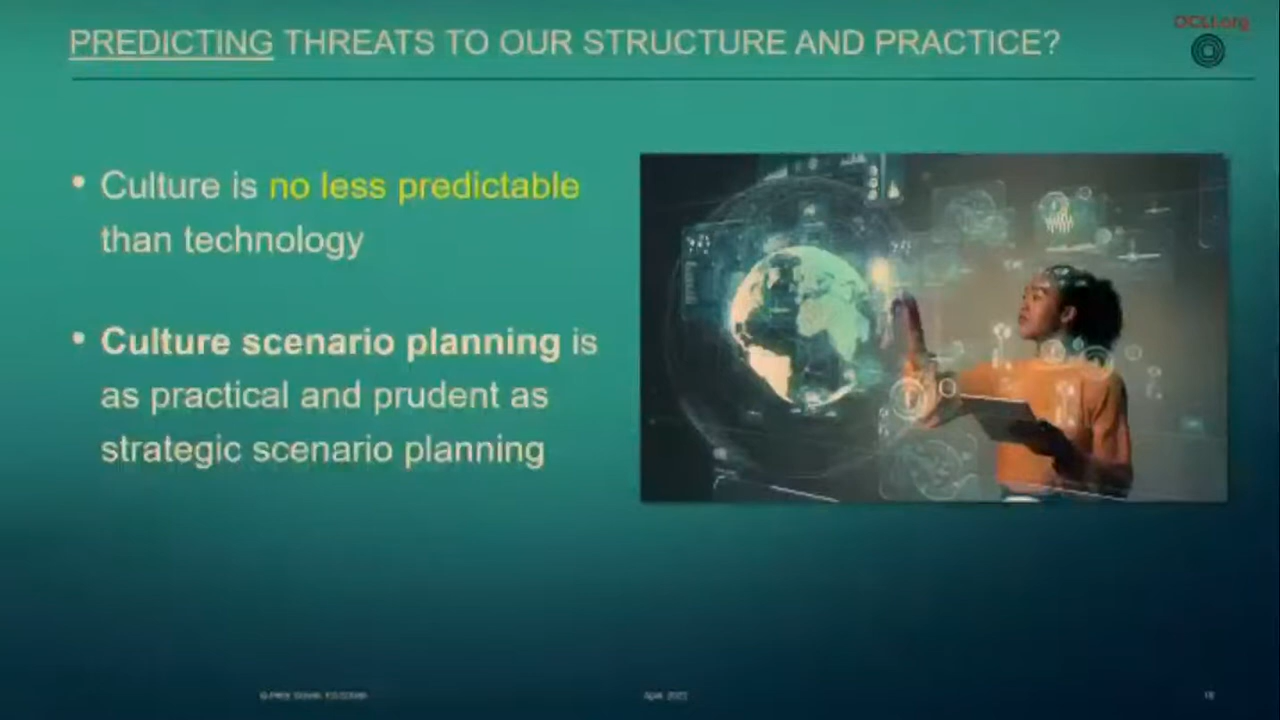 OCLI.org
PREDICTING THREATS TO OUR STRUCTURE AND PRACTICE?
• Culture is no less predictable
than technology
• Culture scenario planning is
as practical and prudent as
strategic scenario planning